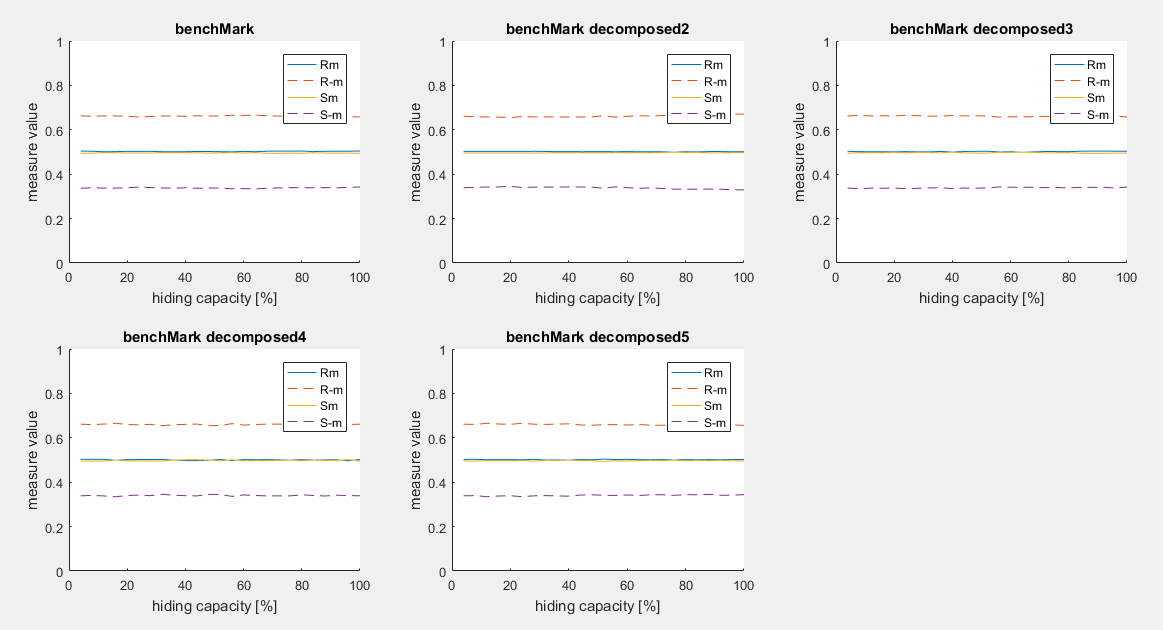 benchMark
1
0.8
0.6
0.4
0.2
0
measure value
0 20 40 60 80 100
hiding capacity [%]
Rm
R-m
Sm
S-m
benchMark decomposed2
1
0.8
0.6
0.4
0.2
0
measure value
0 20 40 60 80 100
hiding capacity [%]
Rm
R-m
Sm
S-m
benchMark decomposed3
1
0.8
0.6
0.4
0.2
0
measure value
0 20 40 60 80 100
hiding capacity [%]
Rm
R-m
Sm
S-m
benchMark decomposed4
1
0.8
0.6
0.4
0.2
0
measure value
0 20 40 60 80 100
hiding capacity [%]
Rm
R-m
Sm
S-m
benchMark decomposed5
1
0.8
0.6
0.4
0.2
0
measure value
0 20 40 60 80 100
hiding capacity [%]
Rm
R-m
Sm
S-m